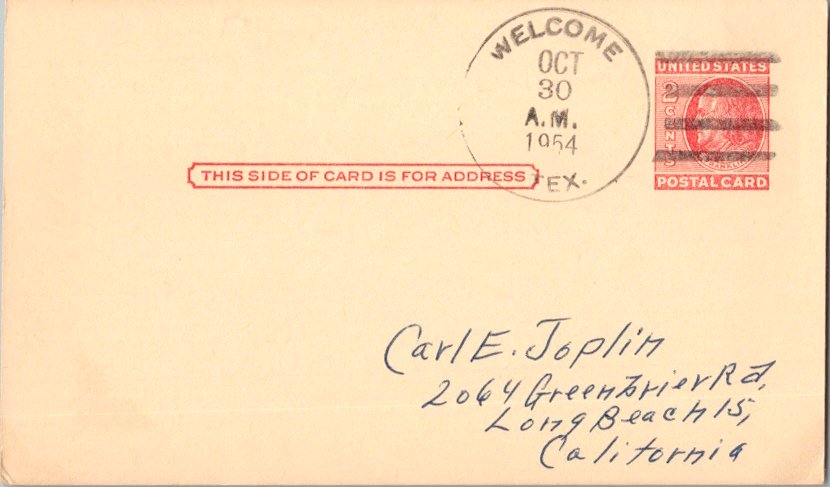 WELCOME
OCT
30
A.M.
1954
TEX.
UNITED STATES
2 CENTS
FRANKLIN
POSTAL CARD
THIS SIDE OF CARD IS FOR ADDRESS
Carl E. Joplin
2064 Greenbrier Rd,
Long Beach 15,
California